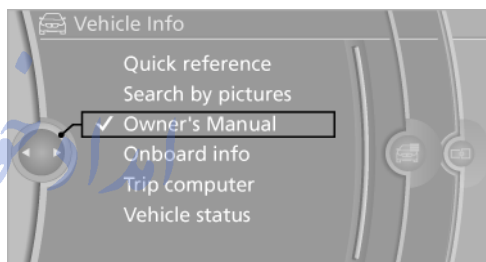 Vehicle Info
Quick reference
Search by pictures
✓ Owner's Manual
Onboard info
Trip computer
Vehicle status